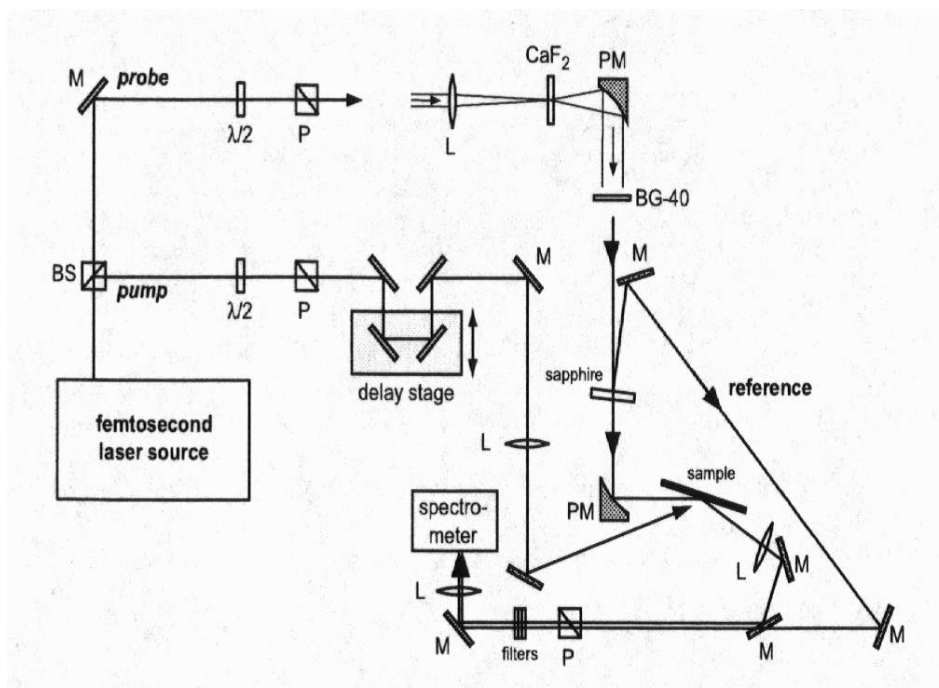 M
probe
λ/2
P
L
CaF₂
PM
BG-40
BS
pump
λ/2
P
M
M
delay stage
sapphire
reference
femtosecond
laser source
L
sample
PM
spectro-
meter
L
M
L
M
filters
P
M
M